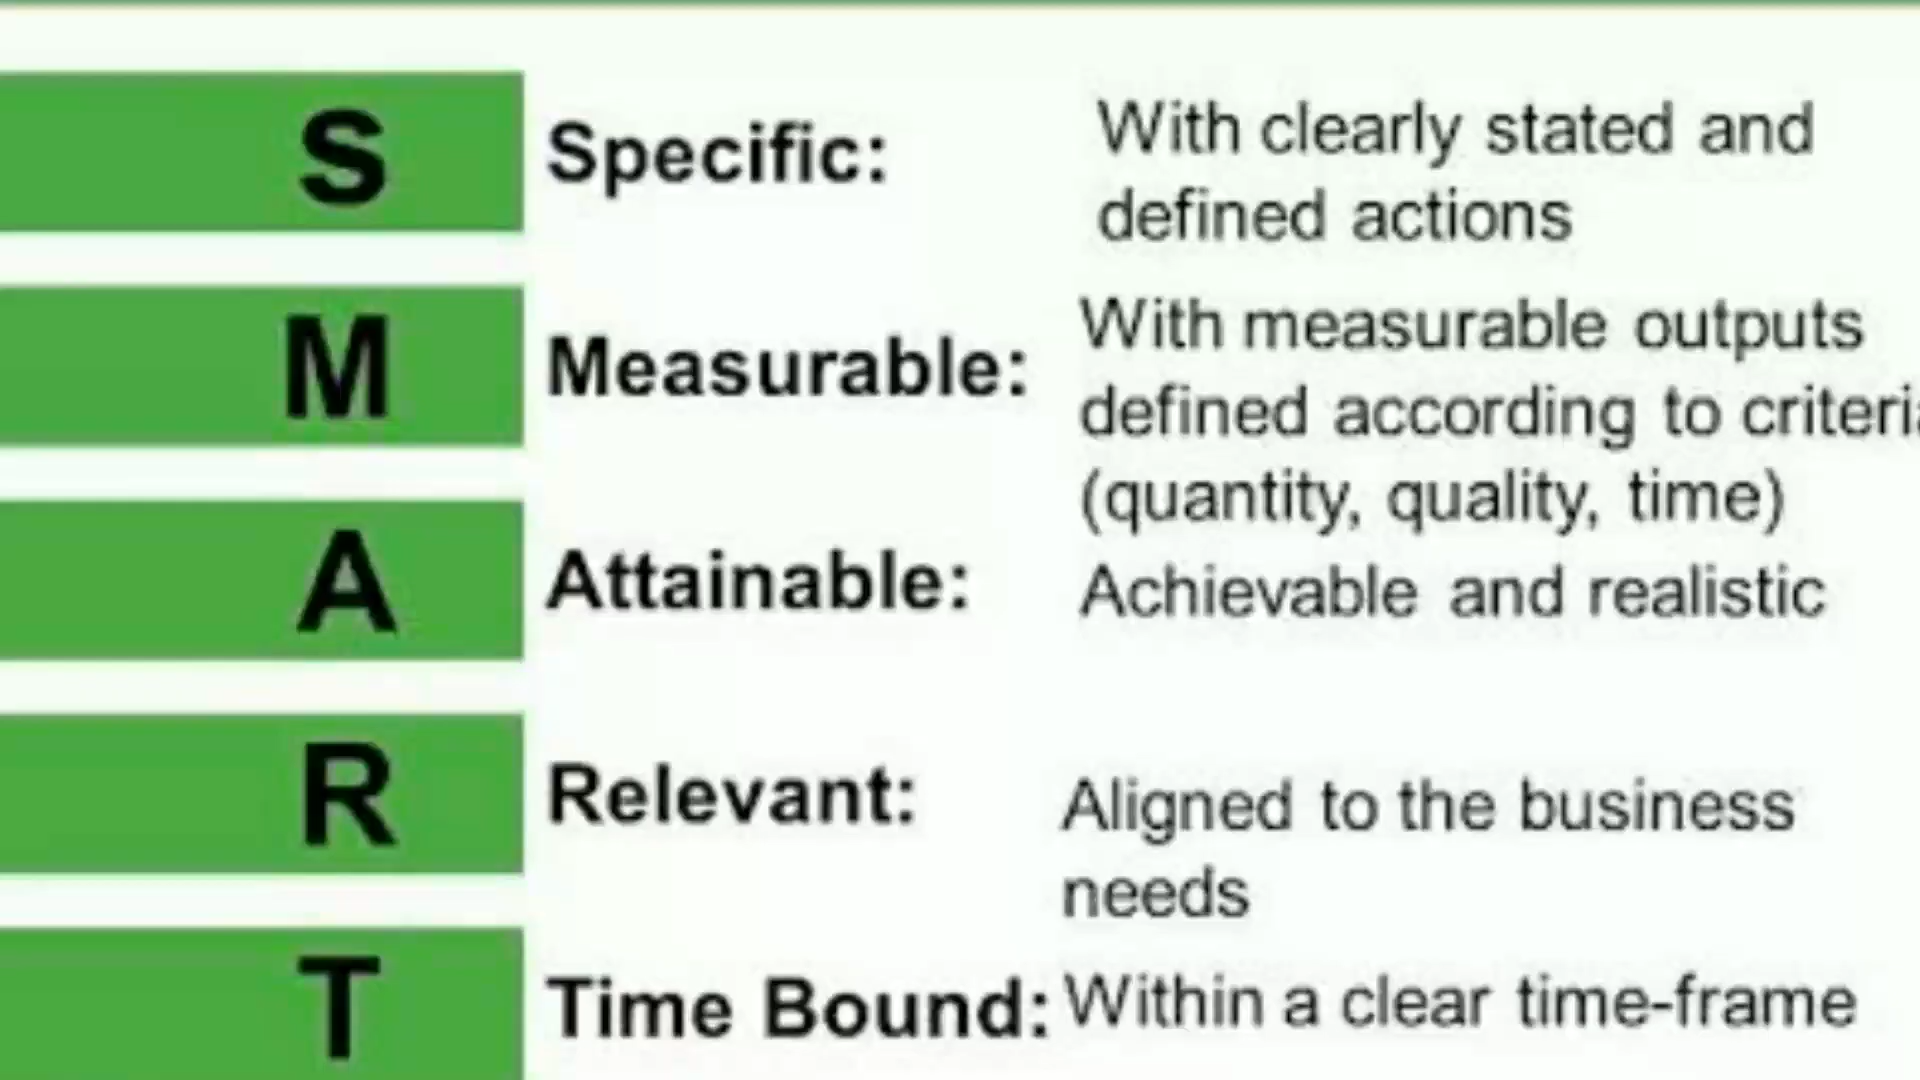 S Specific: With clearly stated and
defined actions
M Measurable: With measurable outputs
defined according to criteria
(quantity, quality, time)
A Attainable: Achievable and realistic
R Relevant: Aligned to the business
needs
T Time Bound: Within a clear time-frame